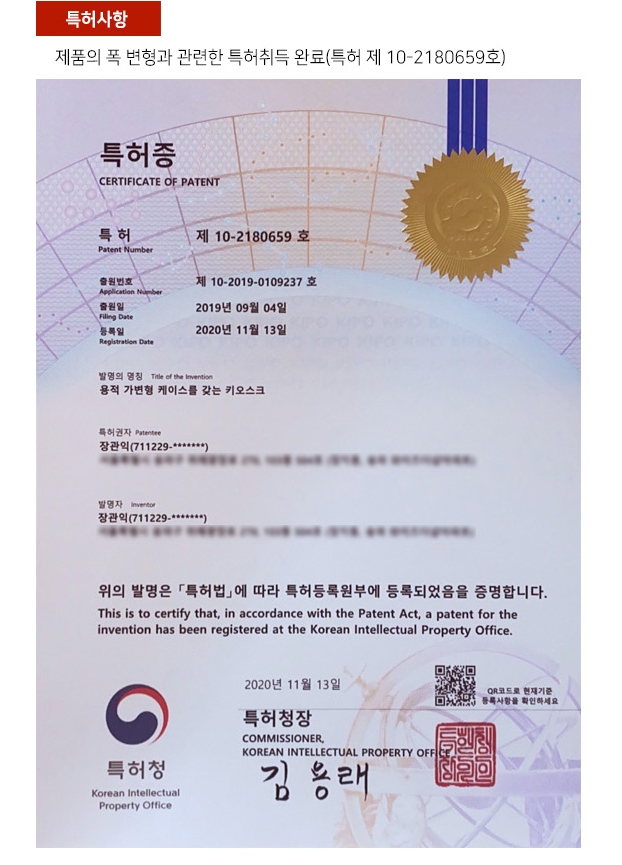 특허사항
제품의 폭 변형과 관련한 특허취득 완료(특허 제 10-2180659호)
특허증
CERTIFICATE OF PATENT
특 허
Patent Number
제 10-2180659 호
출원번호
Application Number
제 10-2019-0109237 호
출원일
Filing Date
2019년 09월 04일
등록일
Registration Date
2020년 11월 13일
발명의 명칭 Title of the Invention
용적 가변형 케이스를 갖는 키오스크
특허권자 Patentee
장관익(711229-*******)
발명자 Inventor
장관익(711229-*******)
위의 발명은 「특허법」에 따라 특허등록원부에 등록되었음을 증명합니다.
This is to certify that, in accordance with the Patent Act, a patent for the
invention has been registered at the Korean Intellectual Property Office.
2020년 11월 13일
QR코드로 현재기준
등록사항을 확인하세요
특허청장
COMMISSIONER,
KOREAN INTELLECTUAL PROPERTY OFFICE
김용래
특허청
Korean Intellectual
Property Office